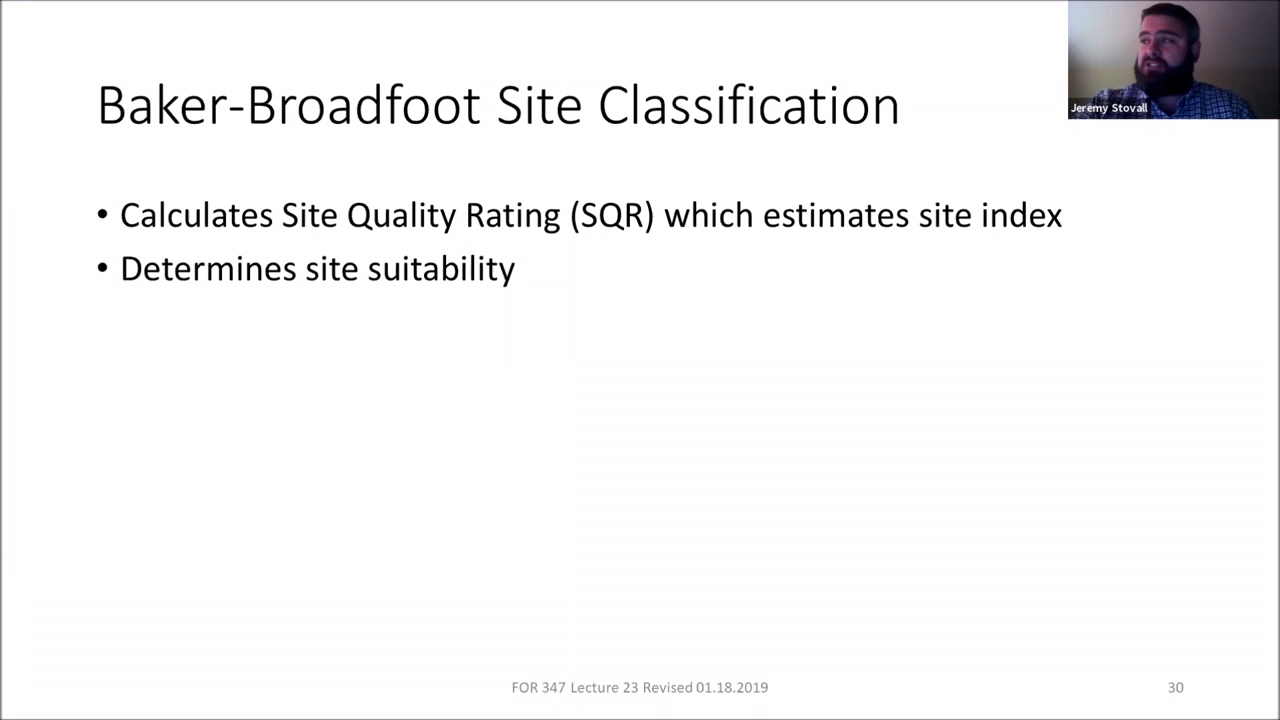 Baker-Broadfoot Site Classification
Jeremy Stovall
• Calculates Site Quality Rating (SQR) which estimates site index
• Determines site suitability
FOR 347 Lecture 23 Revised 01.18.2019
30